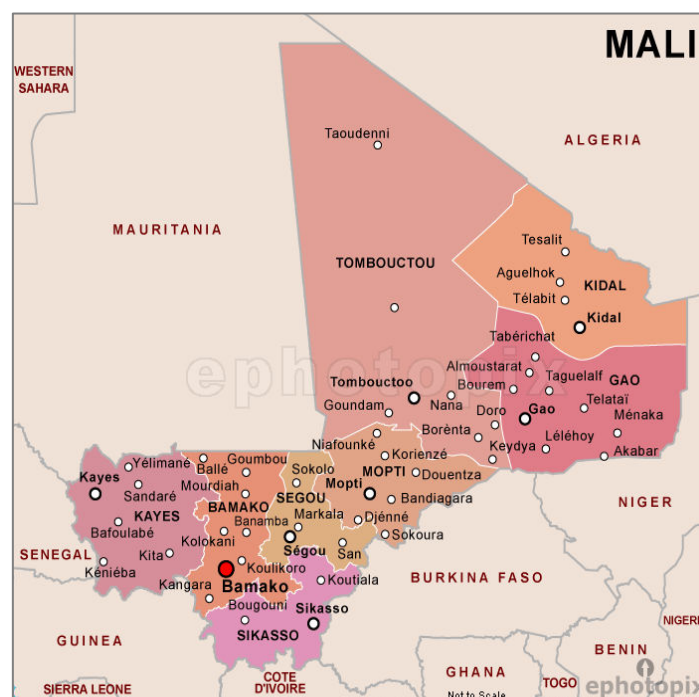 MALI
WESTERN
SAHARA
ALGERIA
MAURITANIA
Taoudenni
TOMBOUCTOU
Tesalit
Aguelhok
KIDAL
Télabit
Kidal
Tabérichat
ephotopix
Almoustarat
Taguelalf
GAO
Tombouctoo
Bourem
Telataï
Nana
Goundam
Gao
Ménaka
Doro
Niafounké
Borènta
Léléhoy
Keydya
Akabar
Korienzé
Goumbou
Yélimané
Ballé
Sokolo
MOPTI
Douentza
Kayes
Mourdiah
SEGOU
Mopti
Sandaré
Bandiagara
NIGER
KAYES
BAMAKO
Markala
Djénné
Bafoulabé
Banamba
Kolokani
Sokoura
SENEGAL
Kita
Ségou
San
Kéniéba
Koulikoro
Bamako
Koutiala
BURKINA FASO
Kangara
Bougouni
Sikasso
NIGERI
GUINEA
SIKASSO
BENIN
COTE
D'IVOIRE
GHANA
TOGO
SIERRA LEONE
Not to Scale
ephotopix